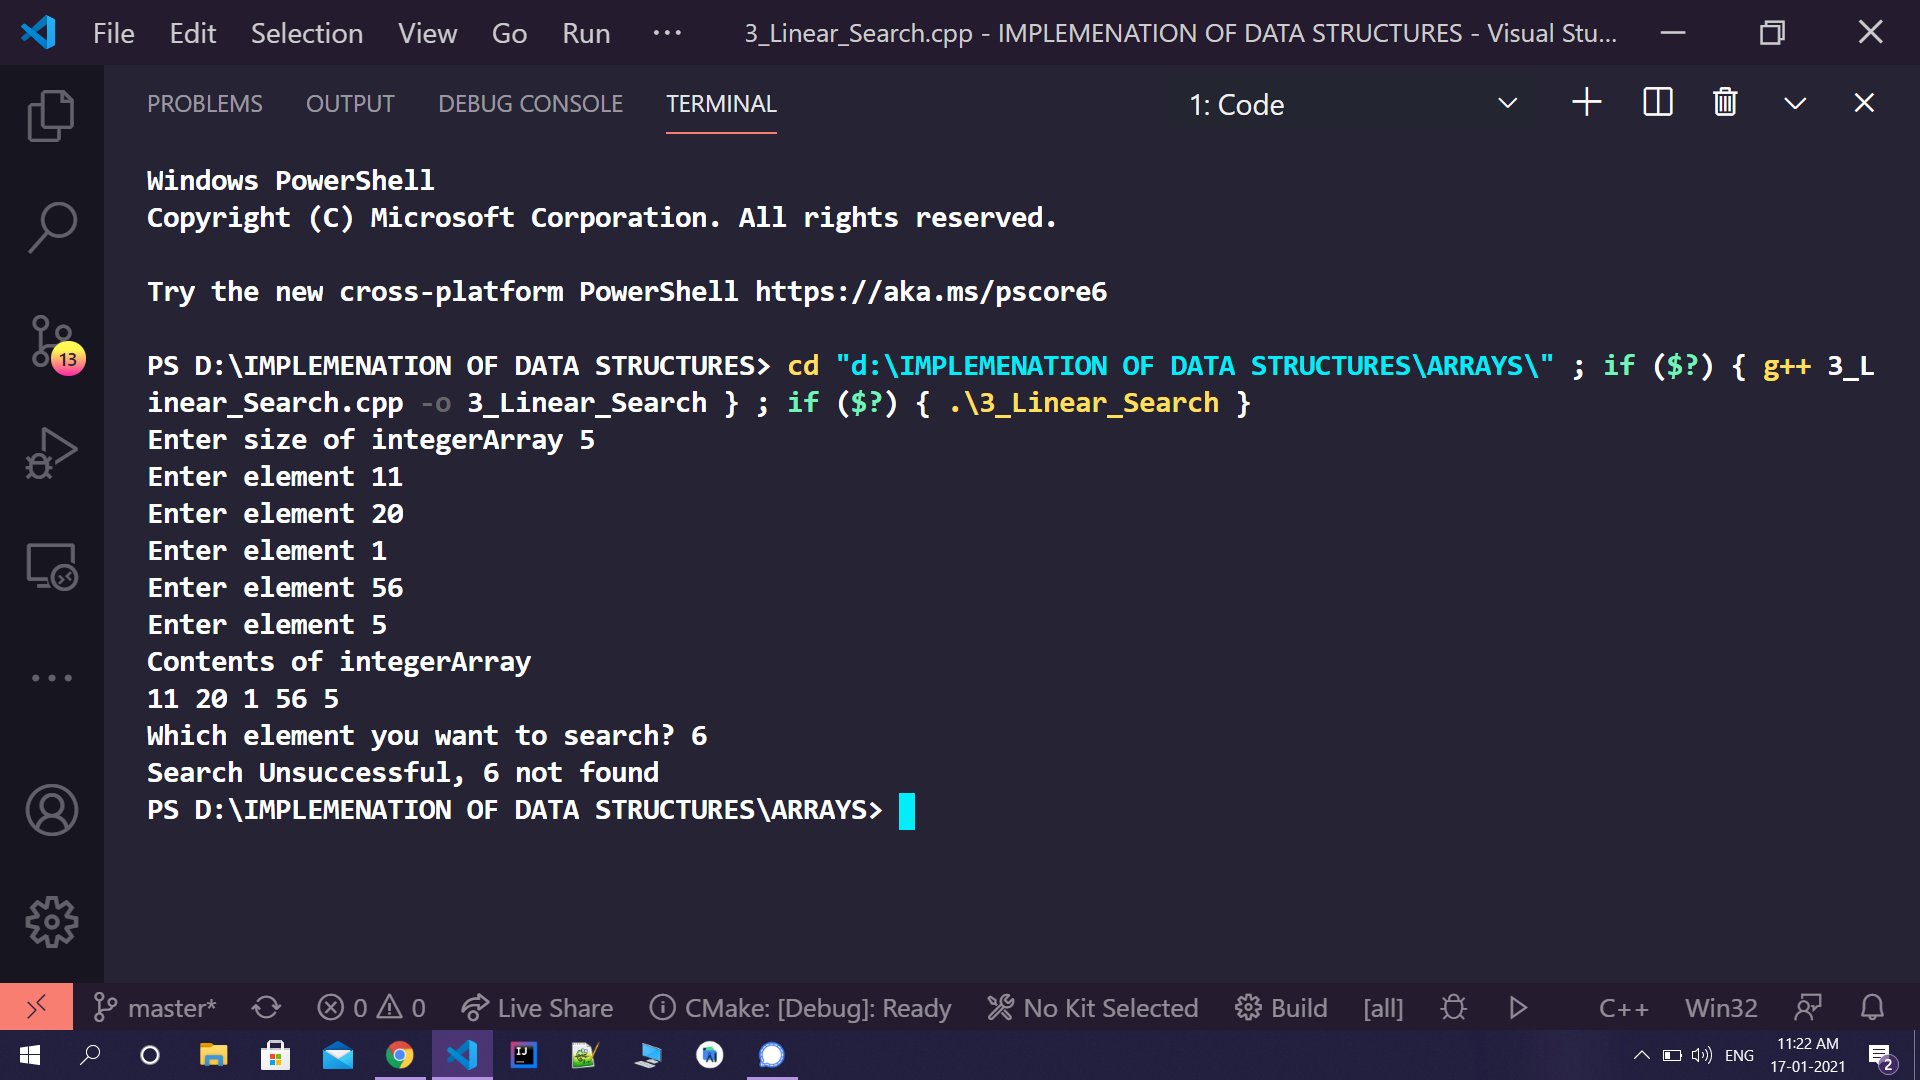 File Edit Selection View Go Run ··· 3_Linear_Search.cpp - IMPLEMENATION OF DATA STRUCTURES - Visual Stu...
PROBLEMS OUTPUT DEBUG CONSOLE TERMINAL 1: Code
Windows PowerShell
Copyright (C) Microsoft Corporation. All rights reserved.
Try the new cross-platform PowerShell https://aka.ms/pscore6
PS D:\IMPLEMENATION OF DATA STRUCTURES> cd "d:\IMPLEMENATION OF DATA STRUCTURES\ARRAYS\" ; if ($?) { g++ 3_L
inear_Search.cpp -o 3_Linear_Search } ; if ($?) { .\3_Linear_Search }
Enter size of integerArray 5
Enter element 11
Enter element 20
Enter element 1
Enter element 56
Enter element 5
Contents of integerArray
11 20 1 56 5
Which element you want to search? 6
Search Unsuccessful, 6 not found
PS D:\IMPLEMENATION OF DATA STRUCTURES\ARRAYS>
13
master* 0 0 Live Share CMake: [Debug]: Ready No Kit Selected Build [all] C++ Win32
IJ
ENG
11:22 AM
17-01-2021
2